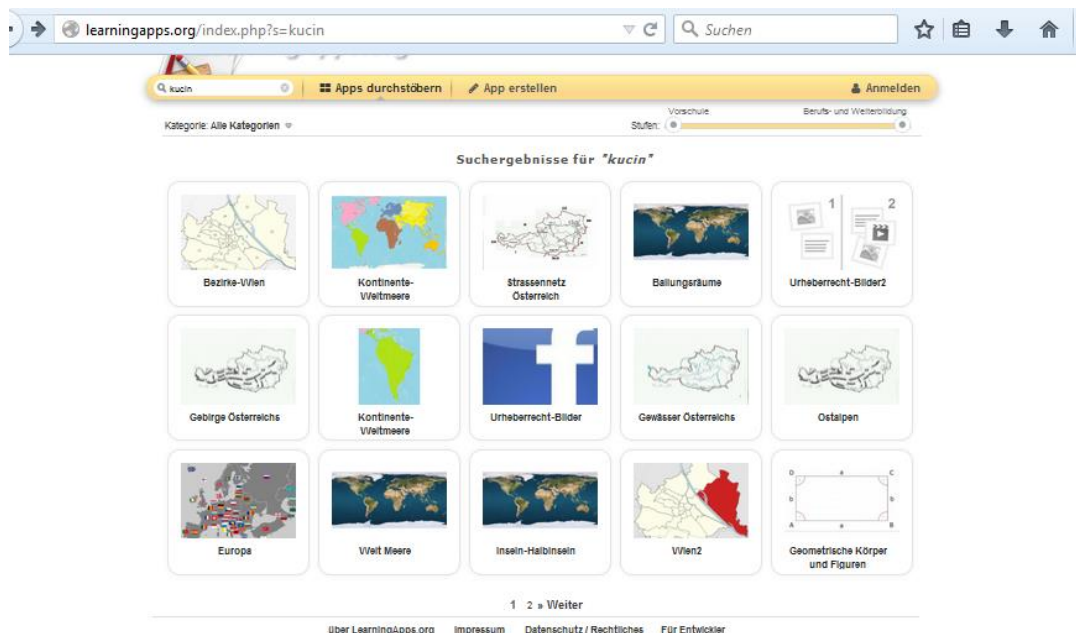 learningapps.org/index.php?s=kucin
Suchen
kucin
Apps durchstöbern
App erstellen
Anmelden
Kategorie: Alle Kategorien
Stufen:
Vorschule
Berufs- und Weiterbildung
Suchergebnisse für "kucin"
1 2
Bezirke-Wien
Kontinente-
Weltmeere
Strassennetz
Österreich
Ballungsräume
Urheberrecht-Bilder2
Gebirge Österreichs
Kontinente-
Weltmeere
Urheberrecht-Bilder
Gewässer Österreichs
Ostalpen
D a C
b b
A a B
Europa
Welt Meere
Inseln-Halbinseln
Wien2
Geometrische Körper
und Figuren
1 2 » Weiter
über LearningApps.org Impressum Datenschutz / Rechtliches Für Entwickler